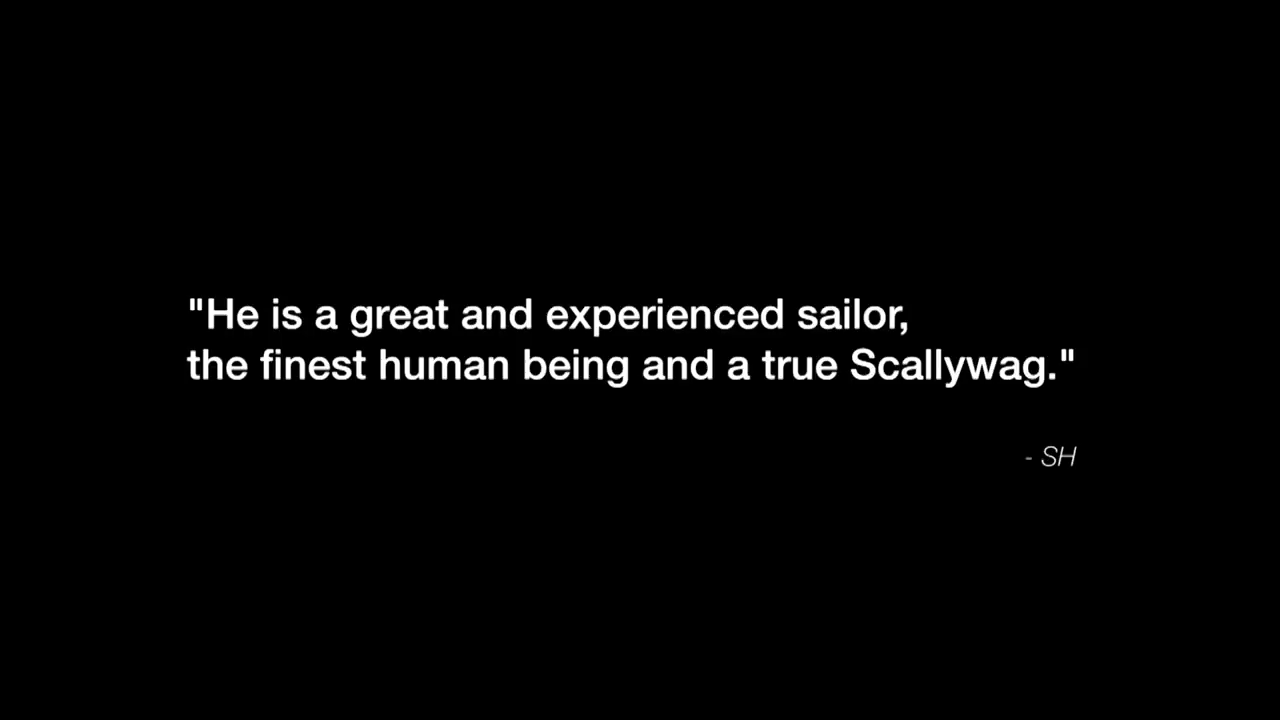 "He is a great and experienced sailor,
the finest human being and a true Scallywag."
- SH